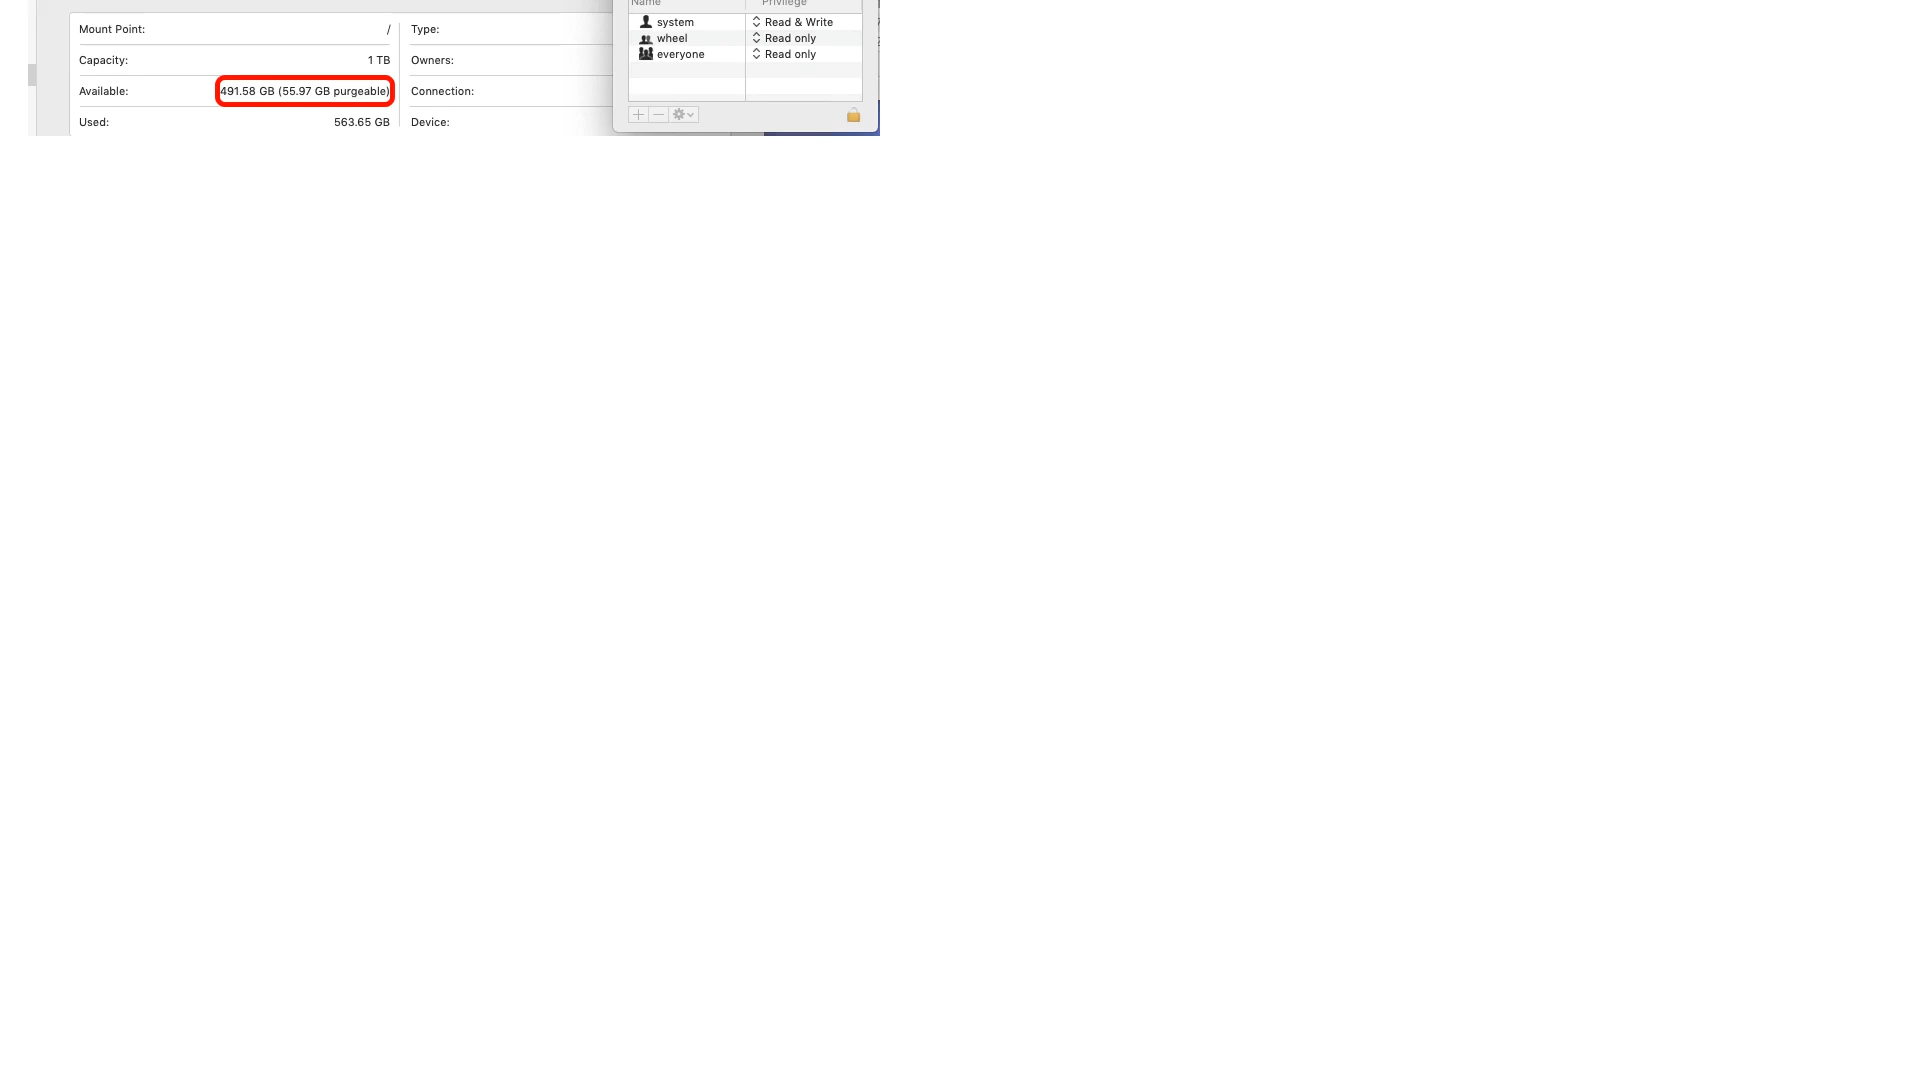 Mount Point: /
Capacity: 1 TB
Available: 491.58 GB (55.97 GB purgeable)
Used: 563.65 GB
Type:
Owners:
Connection:
Device:
Name Privilege
system Read & Write
wheel Read only
everyone Read only